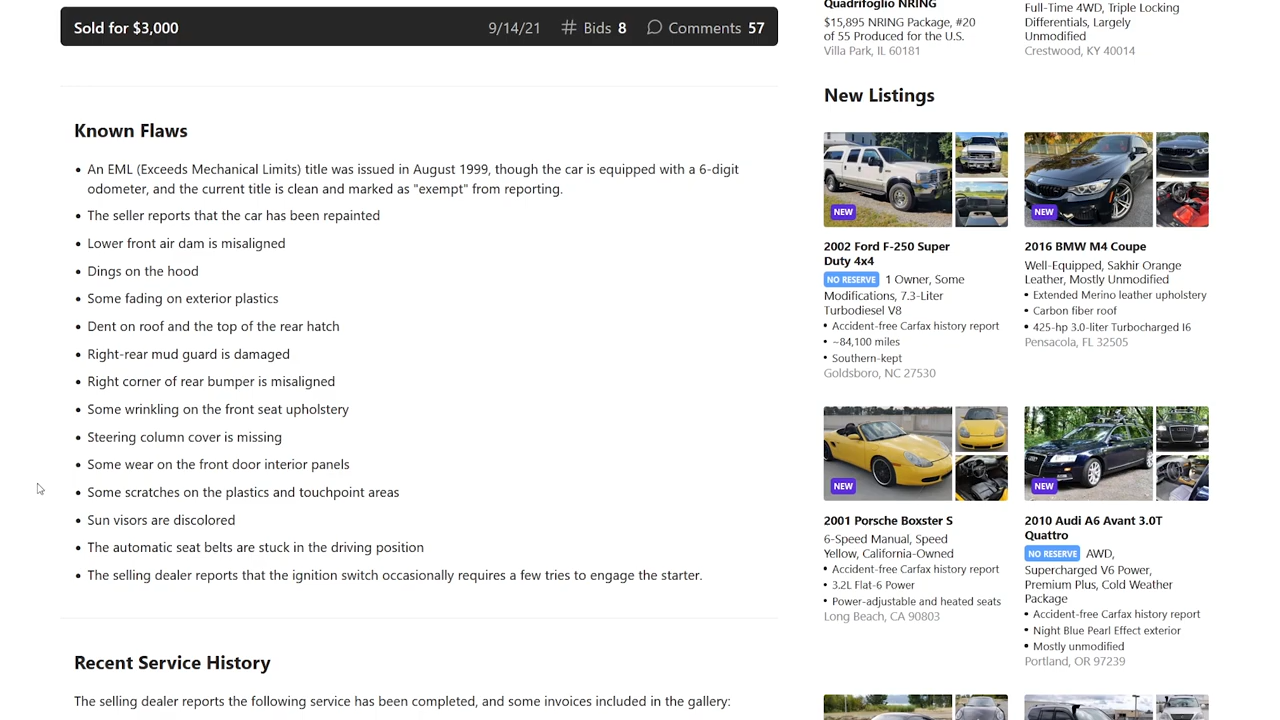 Sold for $3,000
9/14/21 Bids 8 Comments 57
Known Flaws
An EML (Exceeds Mechanical Limits) title was issued in August 1999, though the car is equipped with a 6-digit
odometer, and the current title is clean and marked as "exempt" from reporting.
The seller reports that the car has been repainted
Lower front air dam is misaligned
Dings on the hood
Some fading on exterior plastics
Dent on roof and the top of the rear hatch
Right-rear mud guard is damaged
Right corner of rear bumper is misaligned
Some wrinkling on the front seat upholstery
Steering column cover is missing
Some wear on the front door interior panels
Some scratches on the plastics and touchpoint areas
Sun visors are discolored
The automatic seat belts are stuck in the driving position
The selling dealer reports that the ignition switch occasionally requires a few tries to engage the starter.
Recent Service History
The selling dealer reports the following service has been completed, and some invoices included in the gallery:
Quadrifoglio NRING
$15,895 NRING Package, #20
of 55 Produced for the U.S.
Villa Park, IL 60181
Full-Time 4WD, Triple Locking
Differentials, Largely
Unmodified
Crestwood, KY 40014
New Listings
NEW
2002 Ford F-250 Super
Duty 4x4
NO RESERVE 1 Owner, Some
Modifications, 7.3-Liter
Turbodiesel V8
Accident-free Carfax history report
~84,100 miles
Southern-kept
Goldsboro, NC 27530
NEW
2016 BMW M4 Coupe
Well-Equipped, Sakhir Orange
Leather, Mostly Unmodified
Extended Merino leather upholstery
Carbon fiber roof
425-hp 3.0-liter Turbocharged I6
Pensacola, FL 32505
NEW
2001 Porsche Boxster S
6-Speed Manual, Speed
Yellow, California-Owned
Accident-free Carfax history report
3.2L Flat-6 Power
Power-adjustable and heated seats
Long Beach, CA 90803
NEW
2010 Audi A6 Avant 3.0T
Quattro
NO RESERVE AWD,
Supercharged V6 Power,
Premium Plus, Cold Weather
Package
Accident-free Carfax history report
Night Blue Pearl Effect exterior
Mostly unmodified
Portland, OR 97239